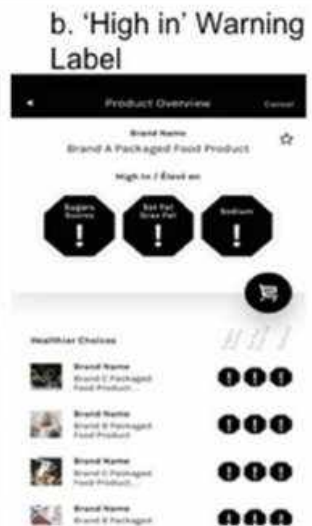 b. ‘High in’ Warning
Label
Product Overview
Cancel
Brand Name
Brand A Packaged Food Product
High in / Élevé en
Sugars
Sucres
!
Sat Fat
Gras Sat
!
Sodium
!
Healthier Choices
Brand Name
Brand C Packaged
Food Product...
! ! !
Brand Name
Brand B Packaged
Food Product
! ! !
Brand Name
Brand C Packaged
Food Product...
! ! !
Brand Name
Brand B Packaged
! ! !